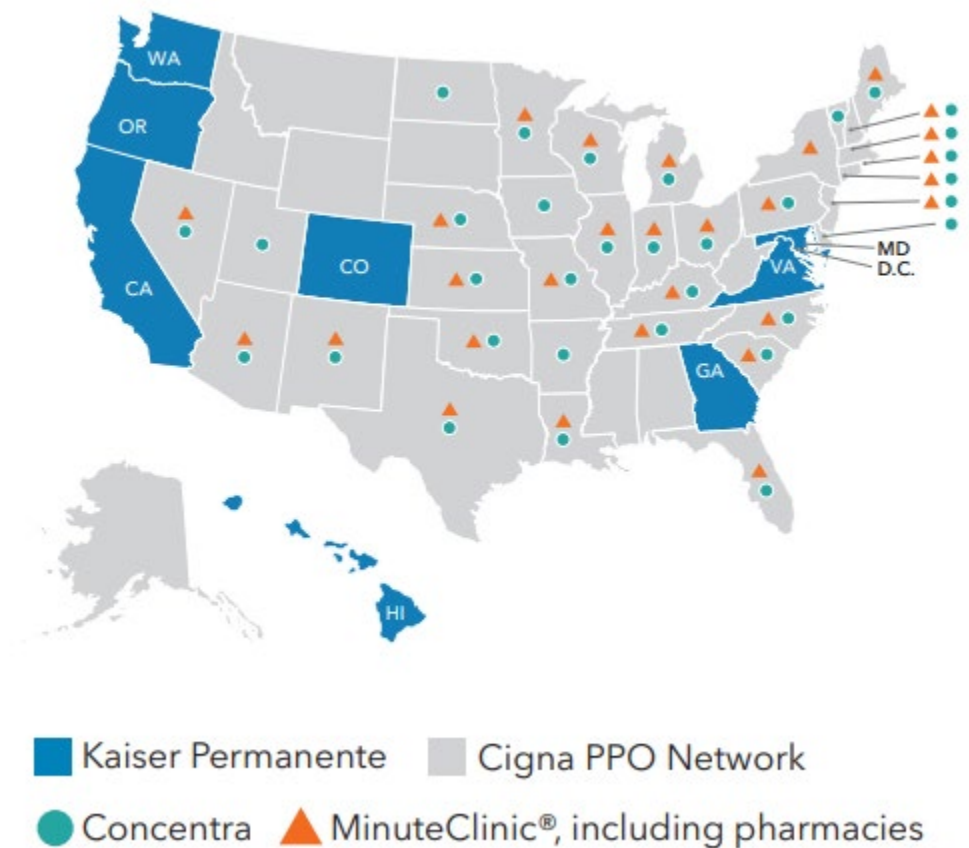 WA
OR
CA
CO
MD
D.C.
VA
GA
HI
Kaiser Permanente
Cigna PPO Network
Concentra
MinuteClinic®, including pharmacies